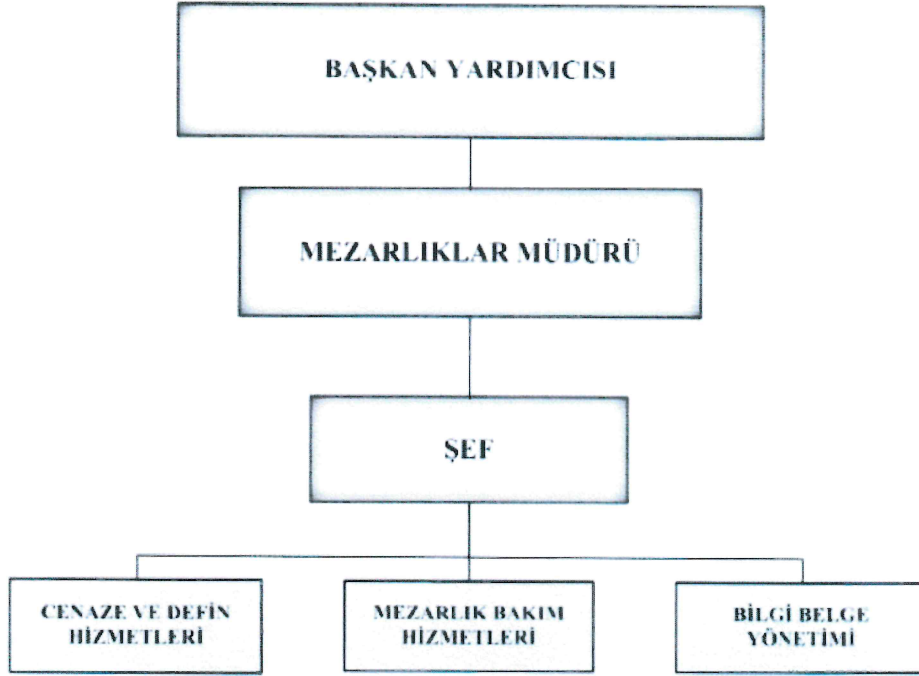 BAŞKAN YARDIMCISI
MEZARLIKLAR MÜDÜRÜ
ŞEF
CENAZE VE DEFİN
HİZMETLERİ
MEZARLIK BAKIM
HİZMETLERİ
BİLGİ BELGE
YÖNETİMİ